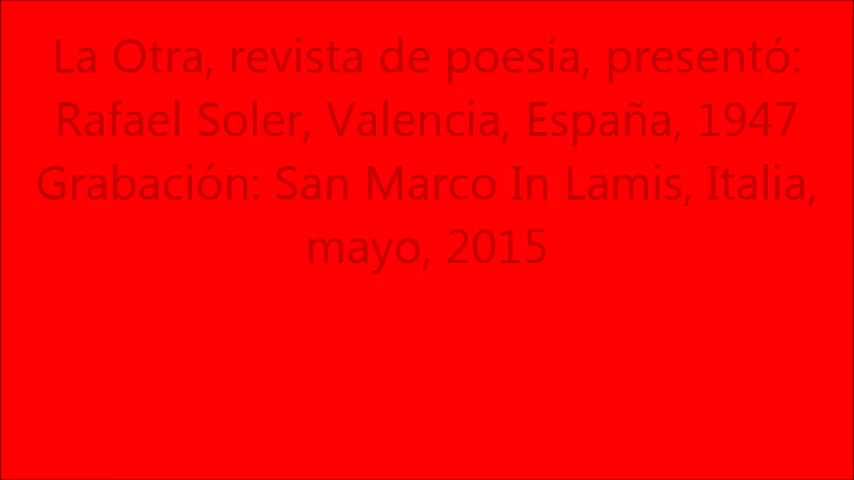 La Otra, revista de poesía, presentó:
Rafael Soler, Valencia, España, 1947
Grabación: San Marco In Lamis, Italia,
mayo, 2015